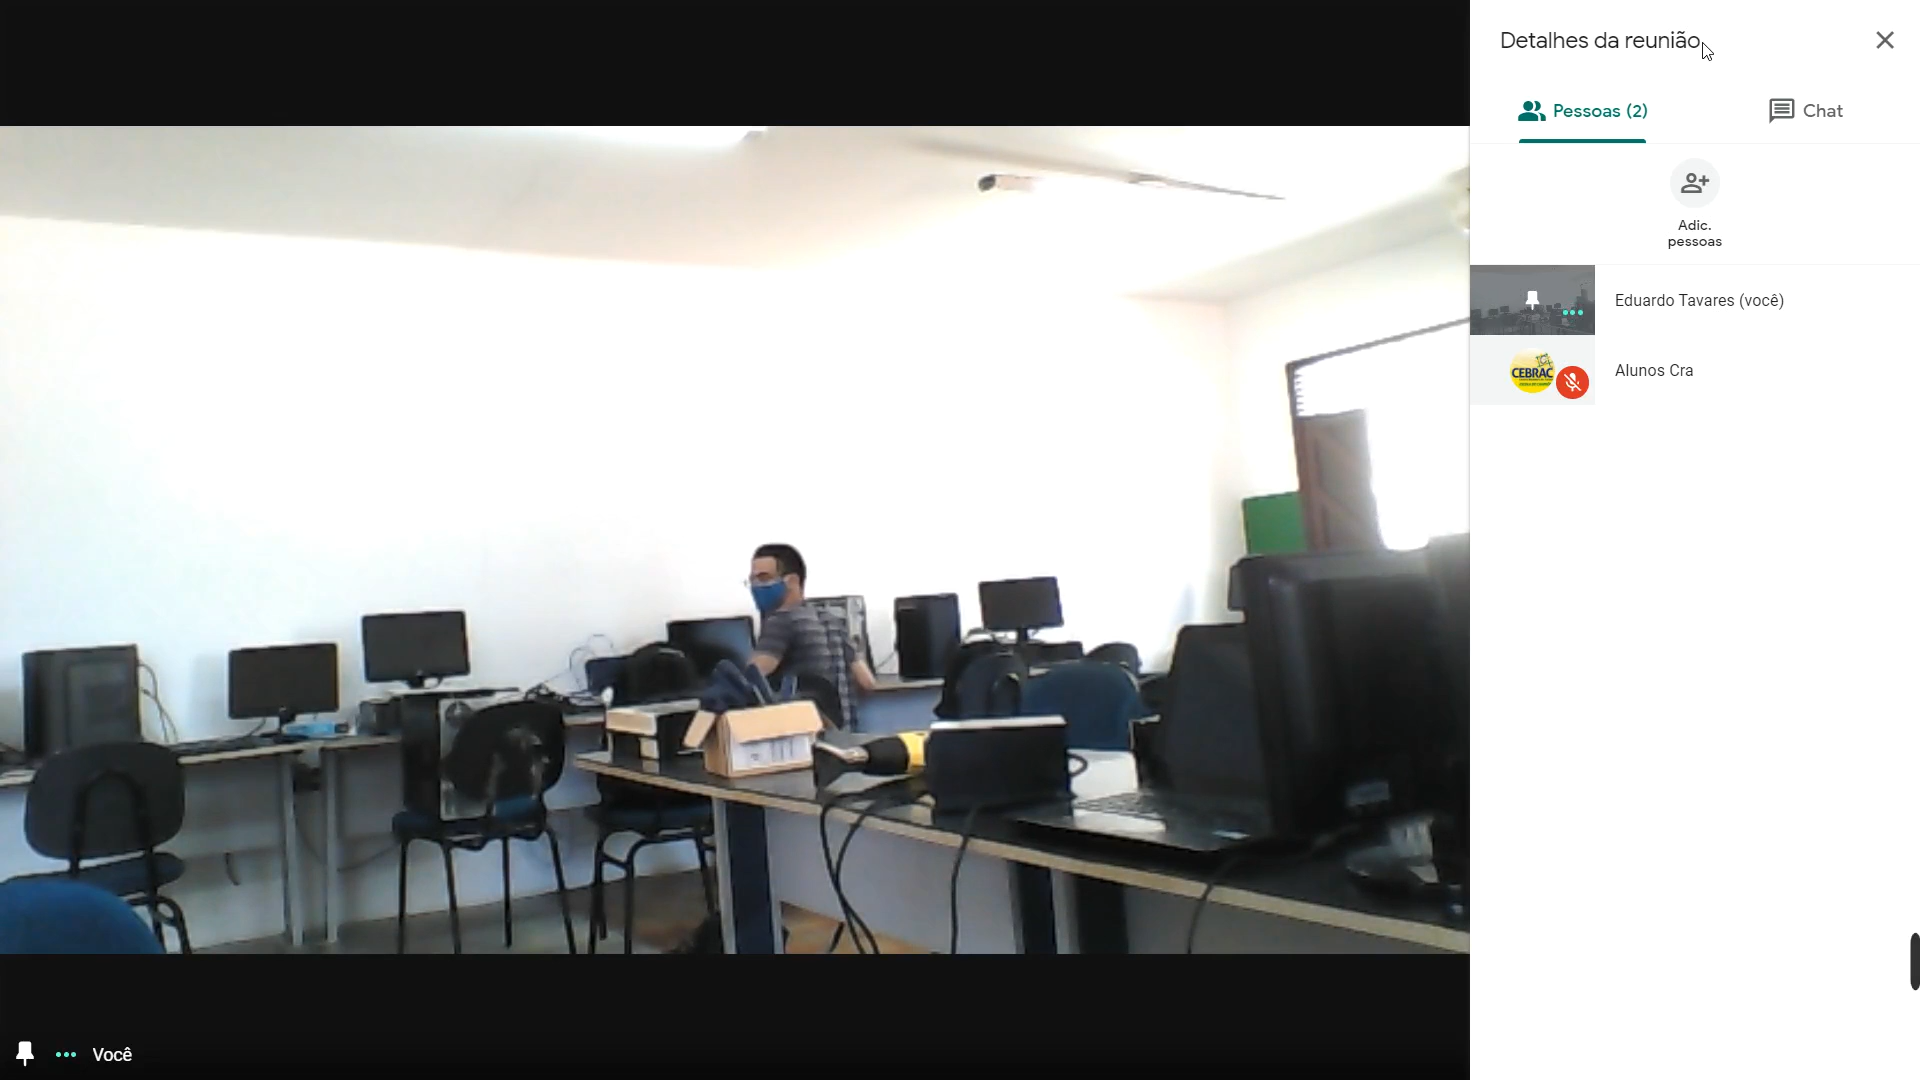 Detalhes da reunião
Pessoas (2)
Chat
Adic.
pessoas
Eduardo Tavares (você)
CEBRAC
Alunos Cra
Você